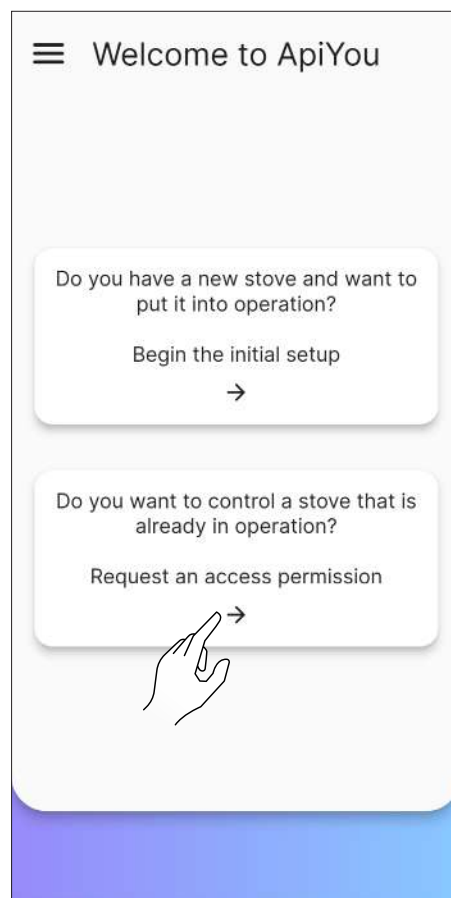 Welcome to ApiYou
Do you have a new stove and want to
put it into operation?
Begin the initial setup
Do you want to control a stove that is
already in operation?
Request an access permission